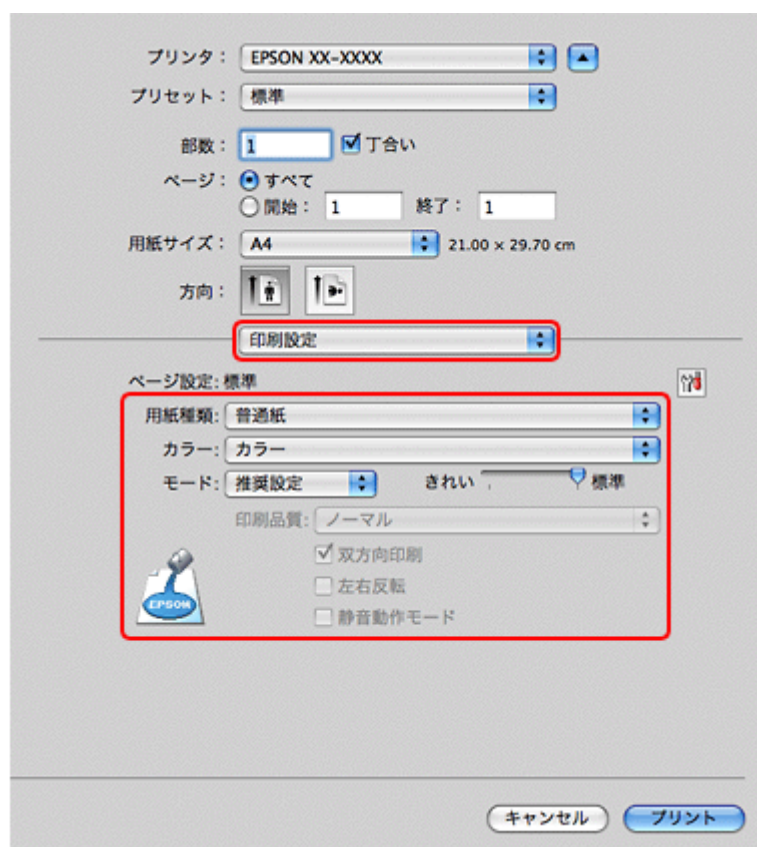 プリンタ： EPSON XX-XXXX
プリセット： 標準
部数： 1 丁合い
ページ： すべて
開始： 1 終了： 1
用紙サイズ： A4 21.00 × 29.70 cm
方向：
印刷設定
ページ設定: 標準
用紙種類: 普通紙
カラー: カラー
モード: 推奨設定 きれい 標準
印刷品質: ノーマル
双方向印刷
左右反転
EPSON
静音動作モード
キャンセル プリント